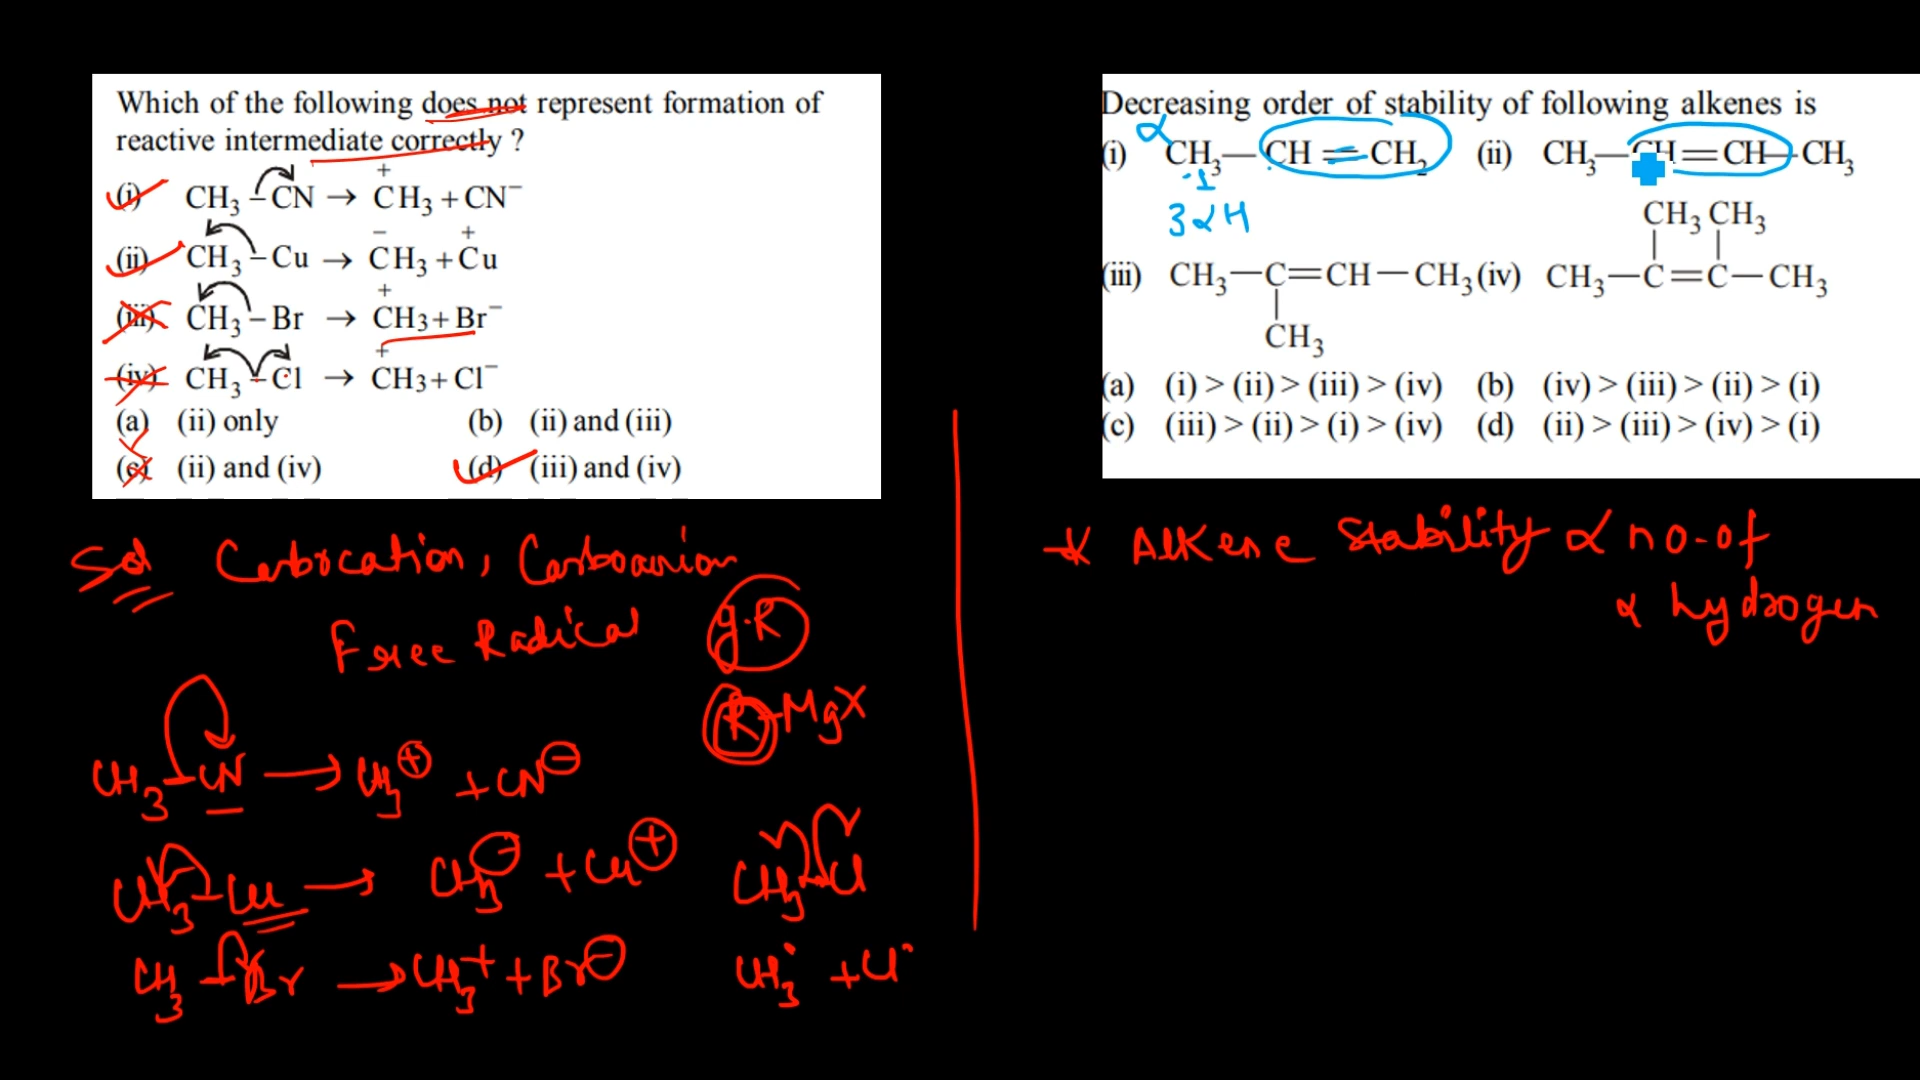 Which of the following does not represent formation of
reactive intermediate correctly ?
(i) CH₃ – CN → C⁺H₃ + CN⁻
(ii) CH₃ – Cu → C⁻H₃ + C⁺u
(iii) CH₃ – Br → C⁺H3 + Br⁻
(iv) CH₃ – Cl → C⁺H3 + Cl⁻
(a) (ii) only (b) (ii) and (iii)
(c) (ii) and (iv) (d) (iii) and (iv)
Sol Carbocation, Carboanion
Free Radical g.R
R-MgX
CH₃-CN → CH₃⊕ + CN⊖
CH₃-Cu → CH₃⊖ + Cu⊕ CH₃-Cl
CH₃-Br → CH₃+ + Br⊖ CH₃• + Cl•
Decreasing order of stability of following alkenes is
α
(i) CH₃—CH=CH₂ (ii) CH₃—CH=CH—CH₃
1
3αH
CH₃ CH₃
(iii) CH₃—C=CH—CH₃ (iv) CH₃—C=C—CH₃
CH₃
(a) (i) > (ii) > (iii) > (iv) (b) (iv) > (iii) > (ii) > (i)
(c) (iii) > (ii) > (i) > (iv) (d) (ii) > (iii) > (iv) > (i)
* Alkene Stability α no-of
α hydrogen